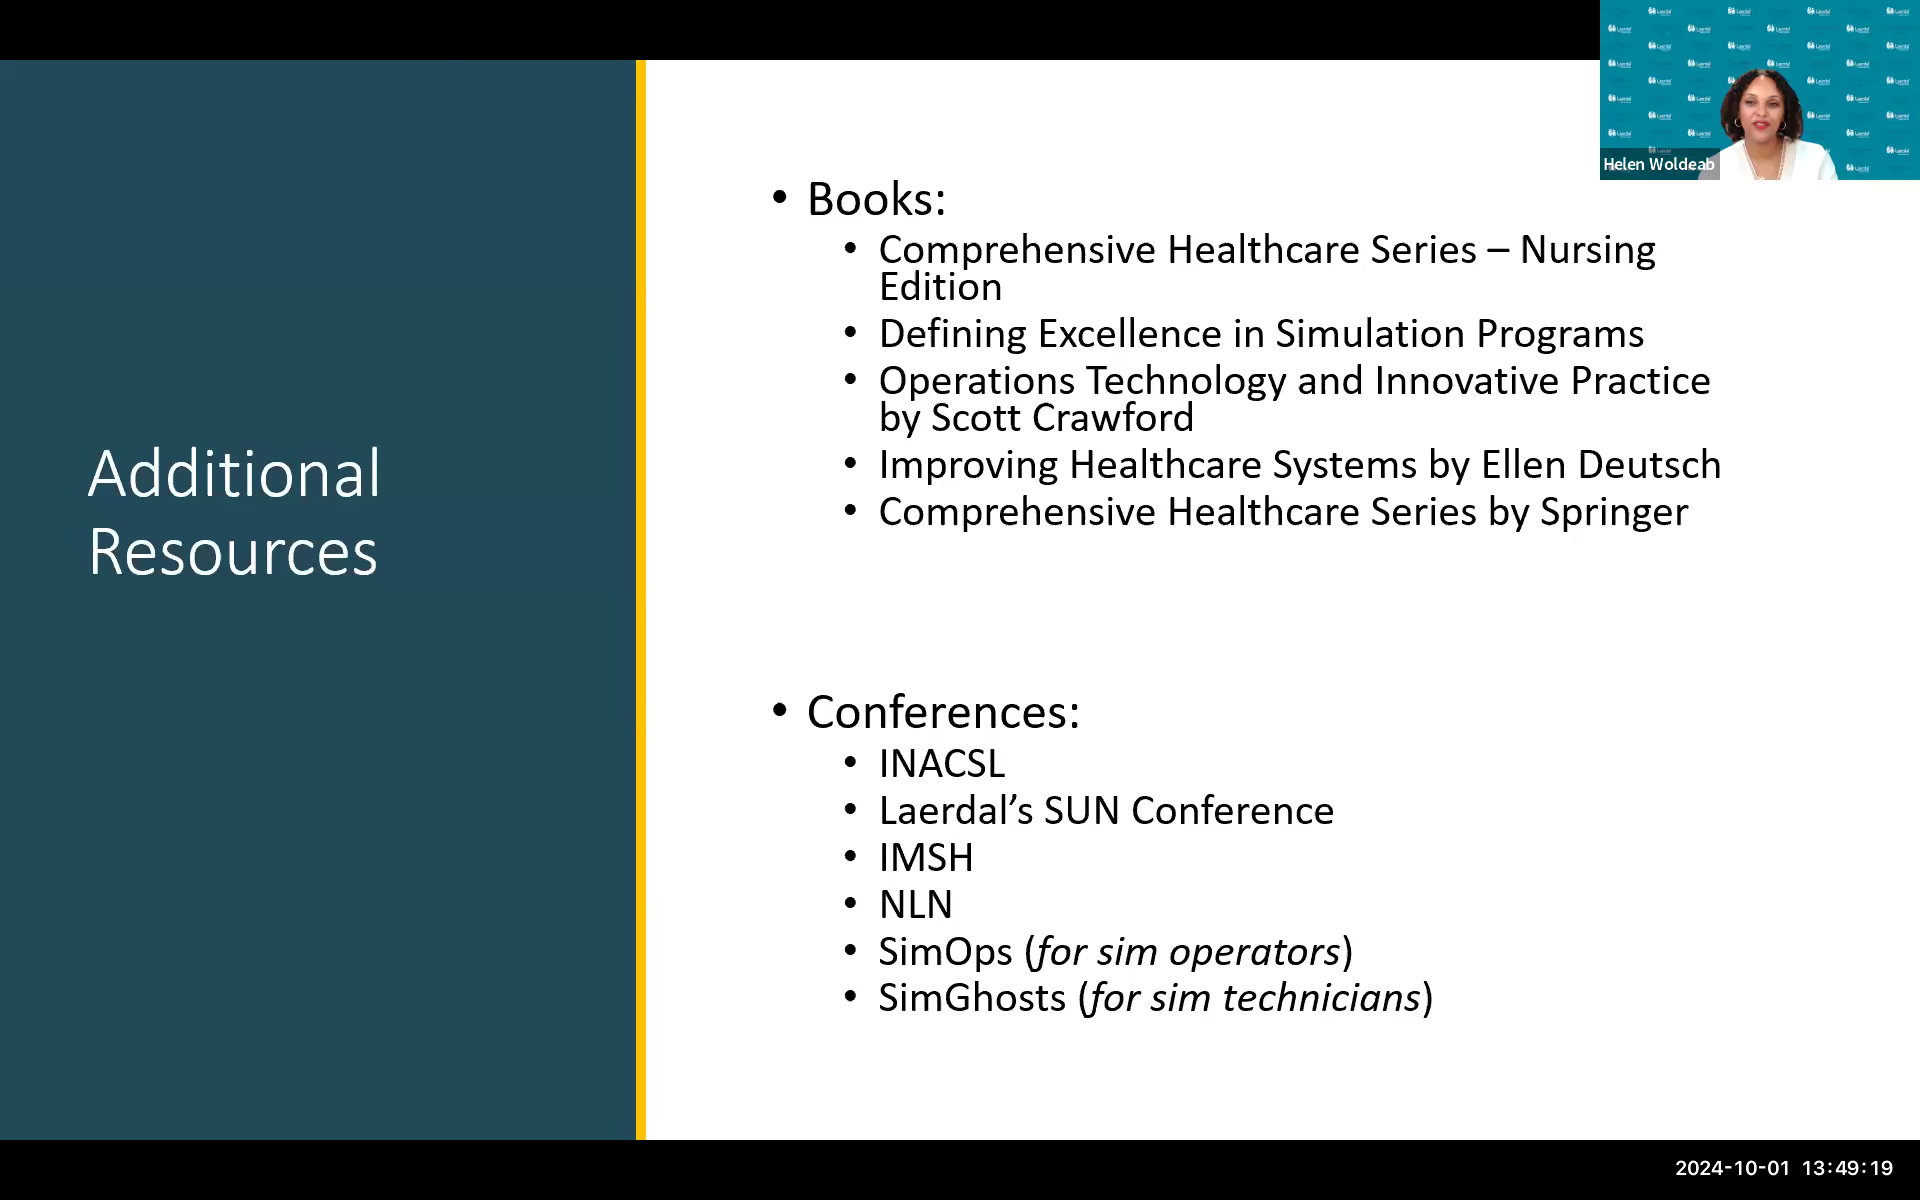 Helen Woldeab
Additional
Resources
• Books:
• Comprehensive Healthcare Series – Nursing
Edition
• Defining Excellence in Simulation Programs
• Operations Technology and Innovative Practice
by Scott Crawford
• Improving Healthcare Systems by Ellen Deutsch
• Comprehensive Healthcare Series by Springer
• Conferences:
• INACSL
• Laerdal’s SUN Conference
• IMSH
• NLN
• SimOps (for sim operators)
• SimGhosts (for sim technicians)
2024-10-01 13:49:19